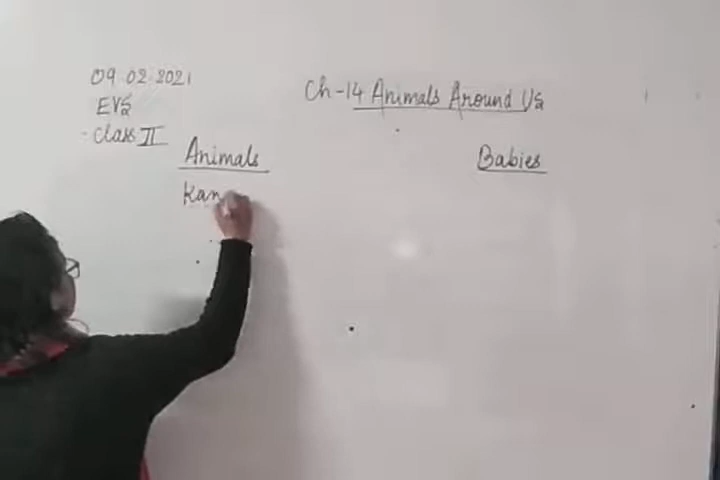 09.02.2021
EVS
Class II
Ch-14 Animals Around Us
Animals
Babies
Kan